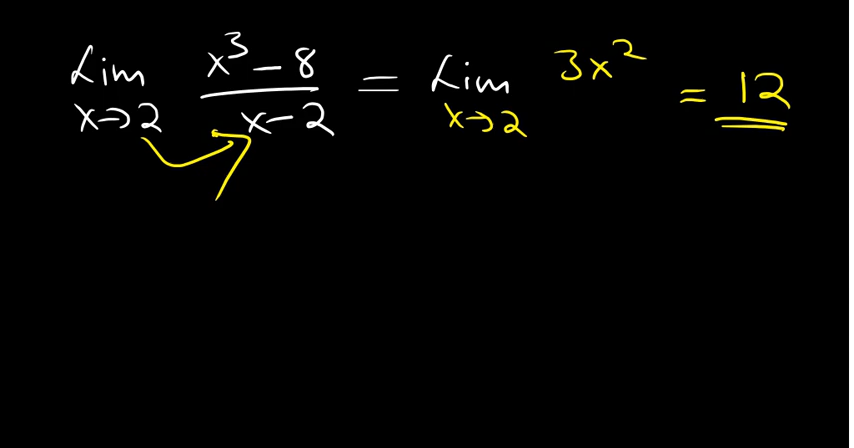 Lim x→2 x³ - 8 / x - 2 = Lim x→2 3x² = 12